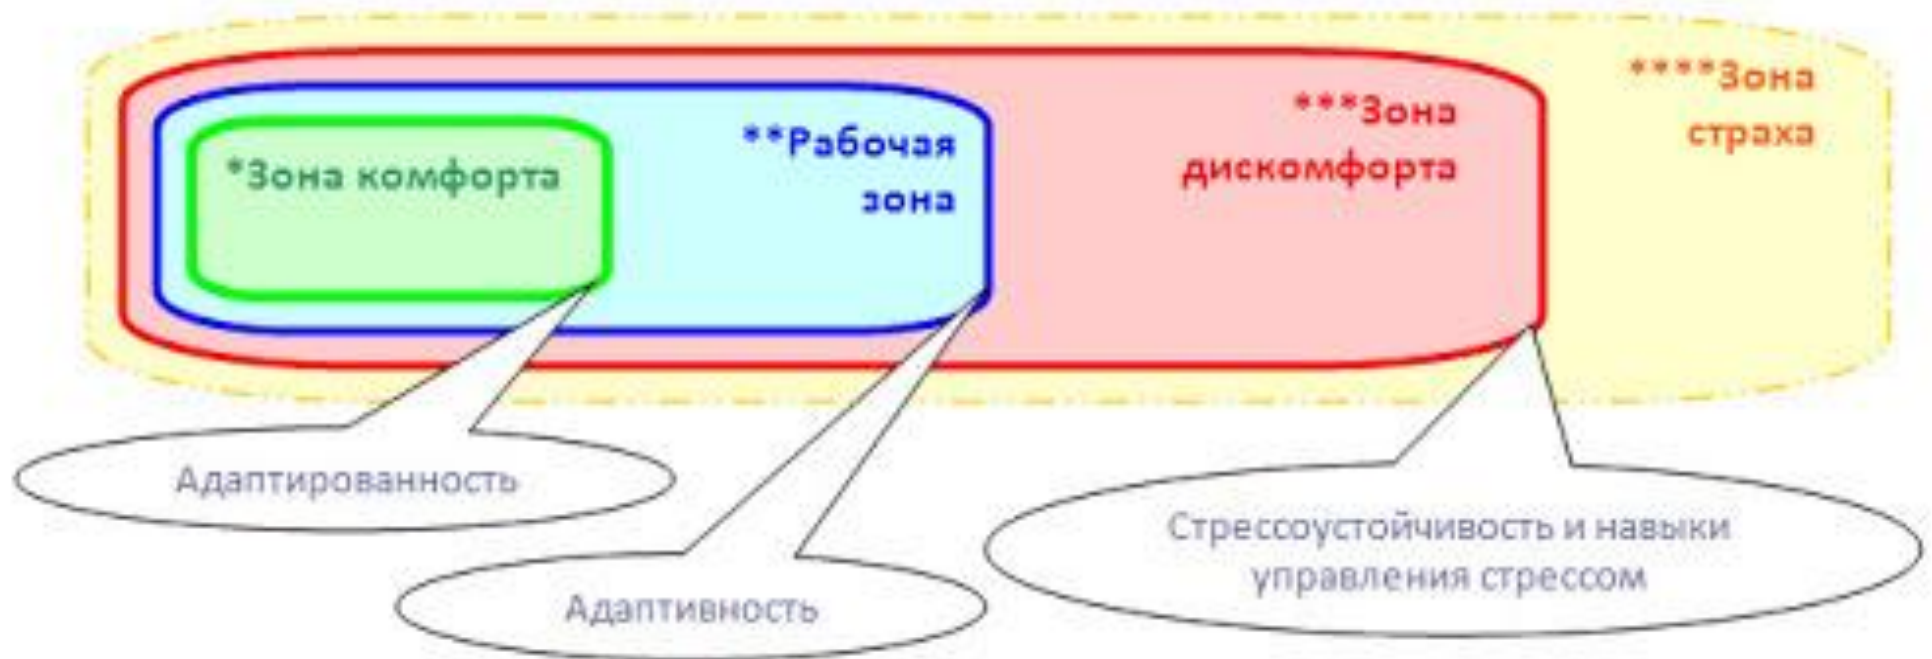 *Зона комфорта
**Рабочая
зона
***Зона
дискомфорта
****Зона
страха
Адаптированность
Адаптивность
Стрессоустойчивость и навыки
управления стрессом